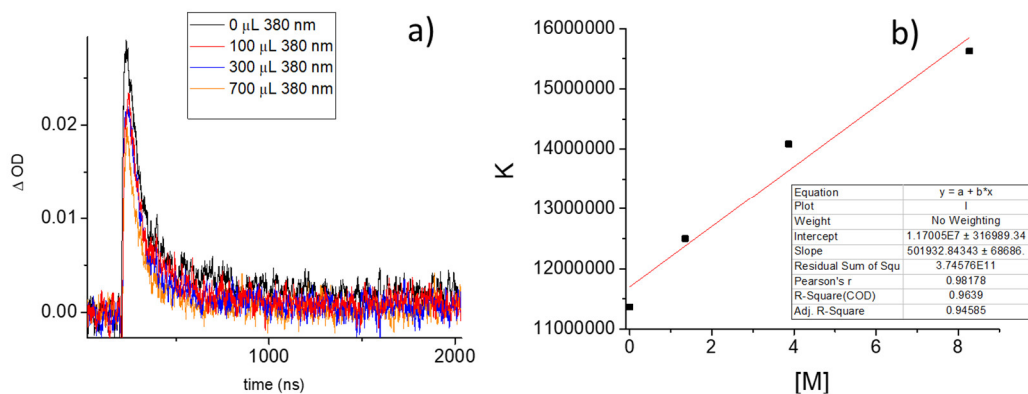 a)
0 µL 380 nm
100 µL 380 nm
300 µL 380 nm
700 µL 380 nm
0.02
0.01
0.00
Δ OD
1000
2000
time (ns)
b)
16000000
15000000
14000000
13000000
12000000
11000000
K
Equation y = a + b*x
Plot I
Weight No Weighting
Intercept 1.17005E7 ± 316989.34
Slope 501932.84343 ± 68686.
Residual Sum of Squ 3.74576E11
Pearson's r 0.98178
R-Square(COD) 0.9639
Adj. R-Square 0.94585
0 2 4 6 8
[M]